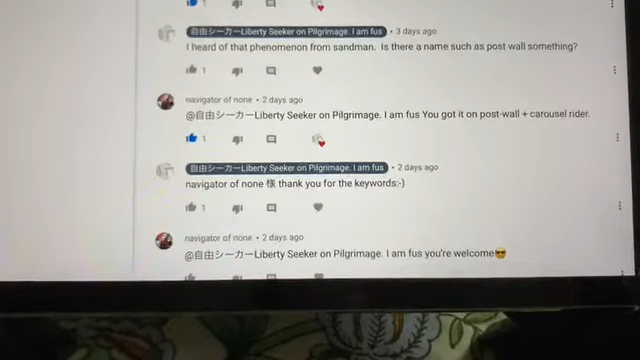 自由シーカーLiberty Seeker on Pilgrimage. I am fus • 3 days ago
I heard of that phenomenon from sandman. Is there a name such as post wall something?
1
navigator of none • 2 days ago
@自由シーカーLiberty Seeker on Pilgrimage. I am fus You got it on post-wall + carousel rider.
1
自由シーカーLiberty Seeker on Pilgrimage. I am fus • 2 days ago
navigator of none 様 thank you for the keywords:-)
1
navigator of none • 2 days ago
@自由シーカーLiberty Seeker on Pilgrimage. I am fus you're welcome😎